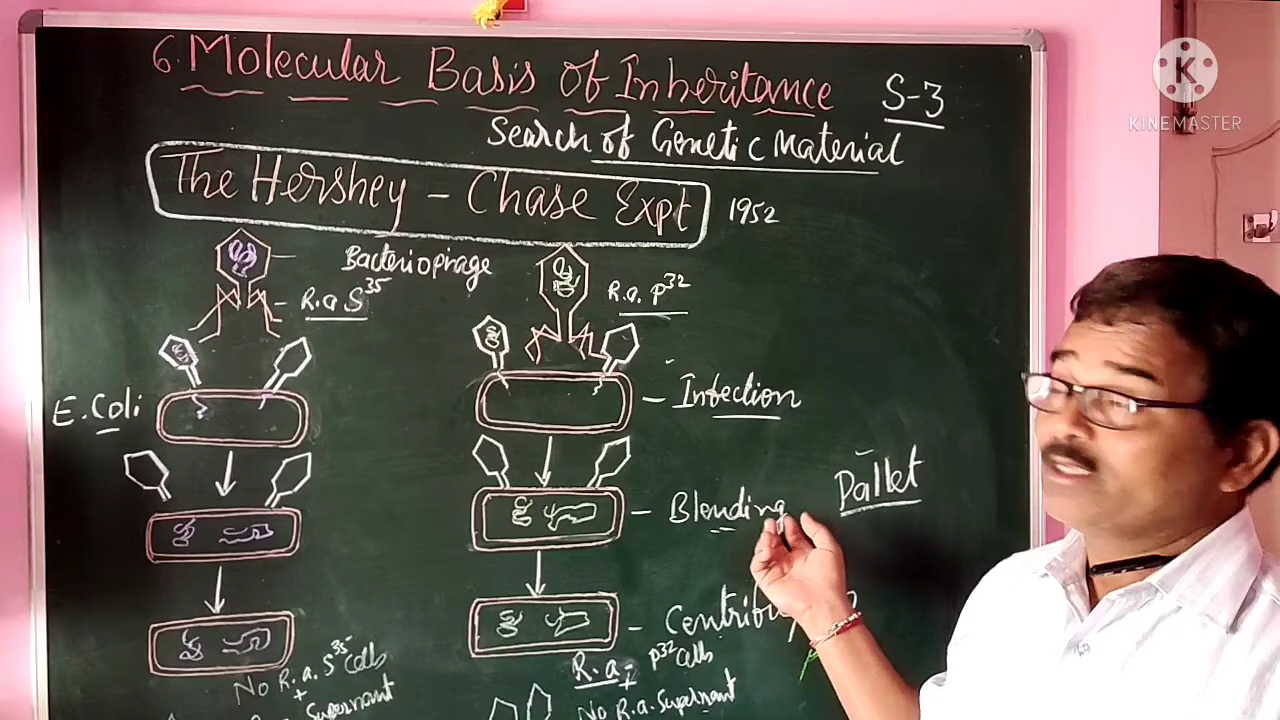 6. Molecular Basis of Inheritance S-3
K
KINEMASTER
Search of Genetic Material
The Hershey - Chase Expt 1952
Bacteriophage
R.a S35
R.a. P32
E. Coli
- Infection
- Blending
Pallet
No R.a. S35 Cells
+
Supernant
R.a. P32 Cells
+
No R.a. Supernant